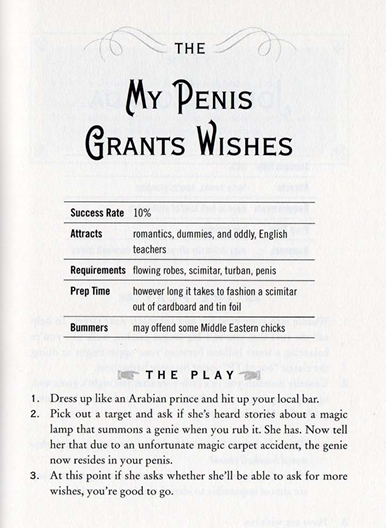 THE
MY PENIS
GRANTS WISHES
Success Rate 10%
Attracts romantics, dummies, and oddly, English
teachers
Requirements flowing robes, scimitar, turban, penis
Prep Time however long it takes to fashion a scimitar
out of cardboard and tin foil
Bummers may offend some Middle Eastern chicks
THE PLAY
1. Dress up like an Arabian prince and hit up your local bar.
2. Pick out a target and ask if she's heard stories about a magic
lamp that summons a genie when you rub it. She has. Now tell
her that due to an unfortunate magic carpet accident, the genie
now resides in your penis.
3. At this point if she asks whether she'll be able to ask for more
wishes, you're good to go.